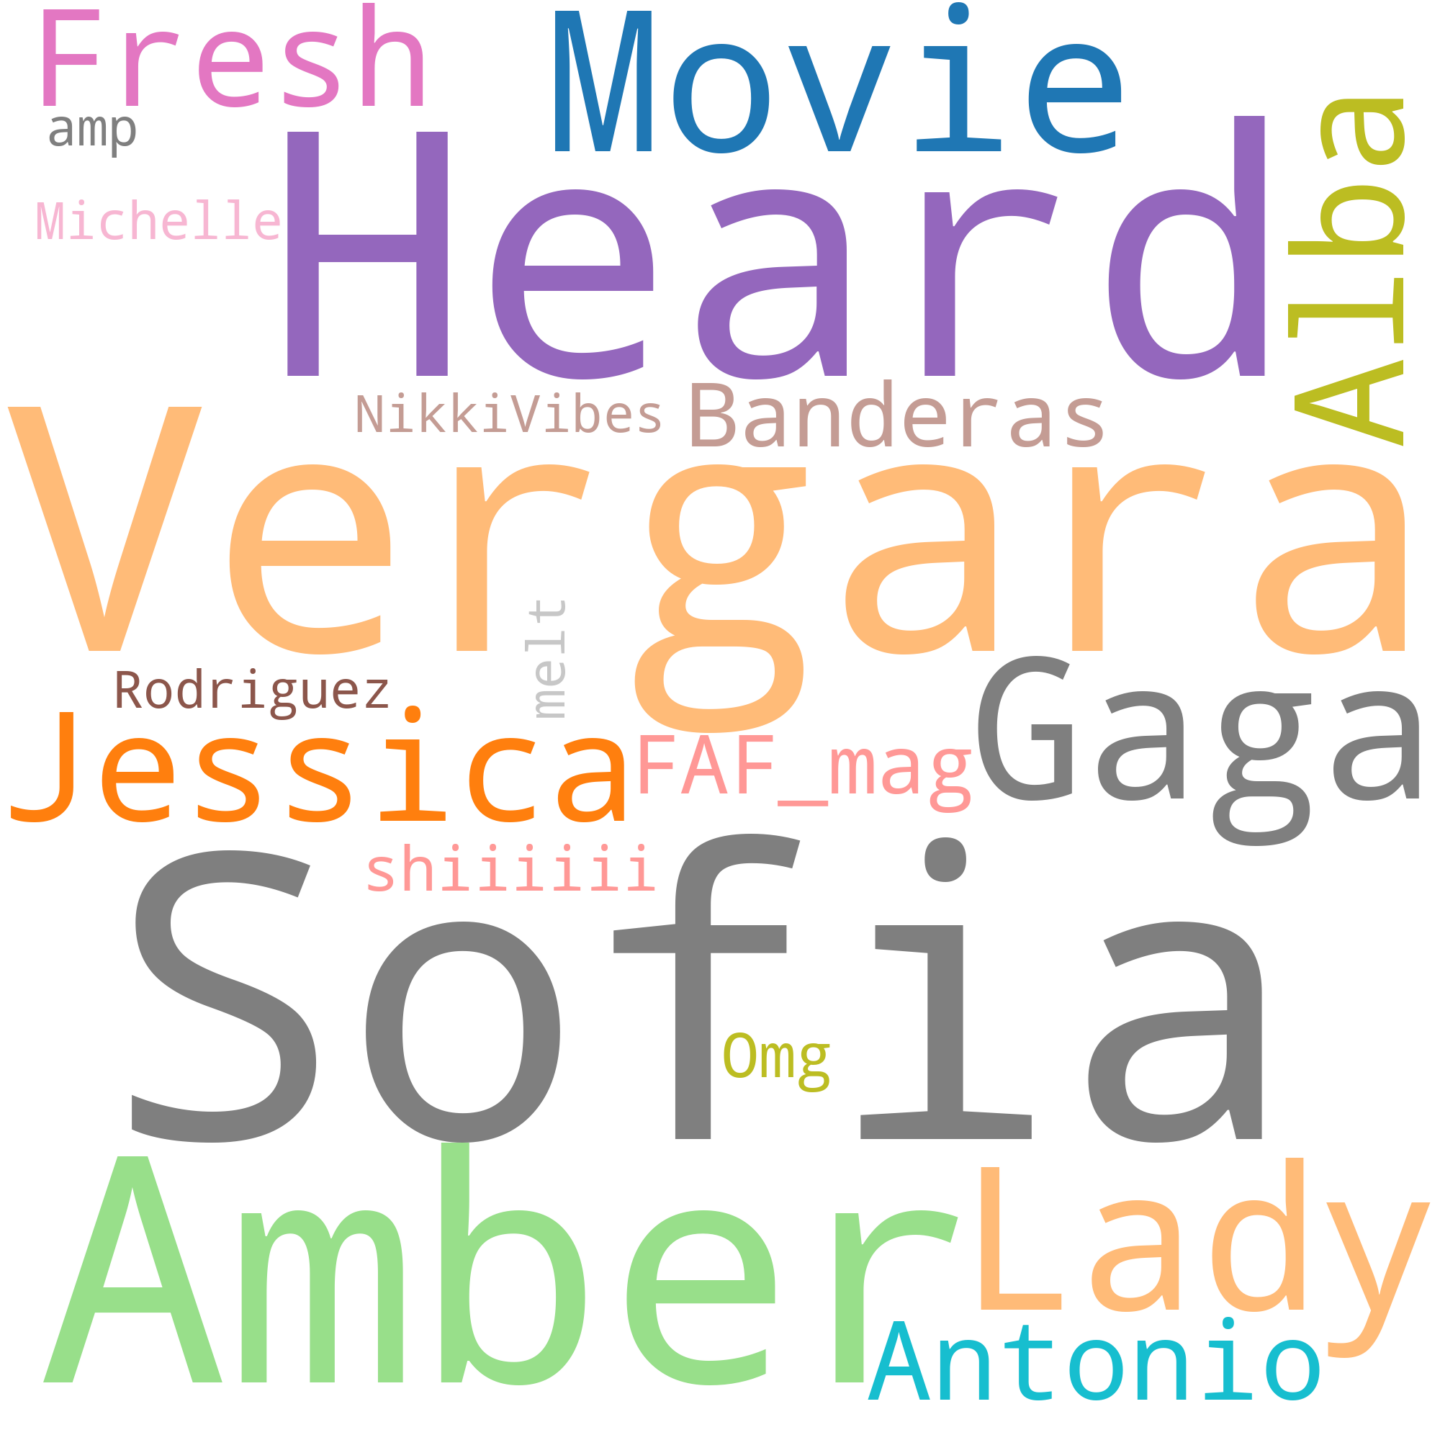 Fresh
Movie
amp
Alba
Michelle
Heard
NikkiVibes
Banderas
Vergara
melt
Rodriguez
Jessica
FAF_mag
Gaga
shiiiiii
Sofia
Omg
Amber
Lady
Antonio